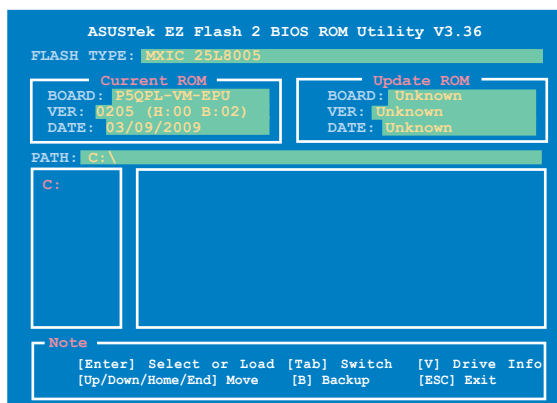 ASUSTek EZ Flash 2 BIOS ROM Utility V3.36
FLASH TYPE: MXIC 25L8005
Current ROM
BOARD: P5QPL-VM-EPU
VER: 0205 (H:00 B:02)
DATE: 03/09/2009
Update ROM
BOARD: Unknown
VER: Unknown
DATE: Unknown
PATH: C:\
C:
Note
[Enter] Select or Load [Tab] Switch [V] Drive Info
[Up/Down/Home/End] Move [B] Backup [ESC] Exit